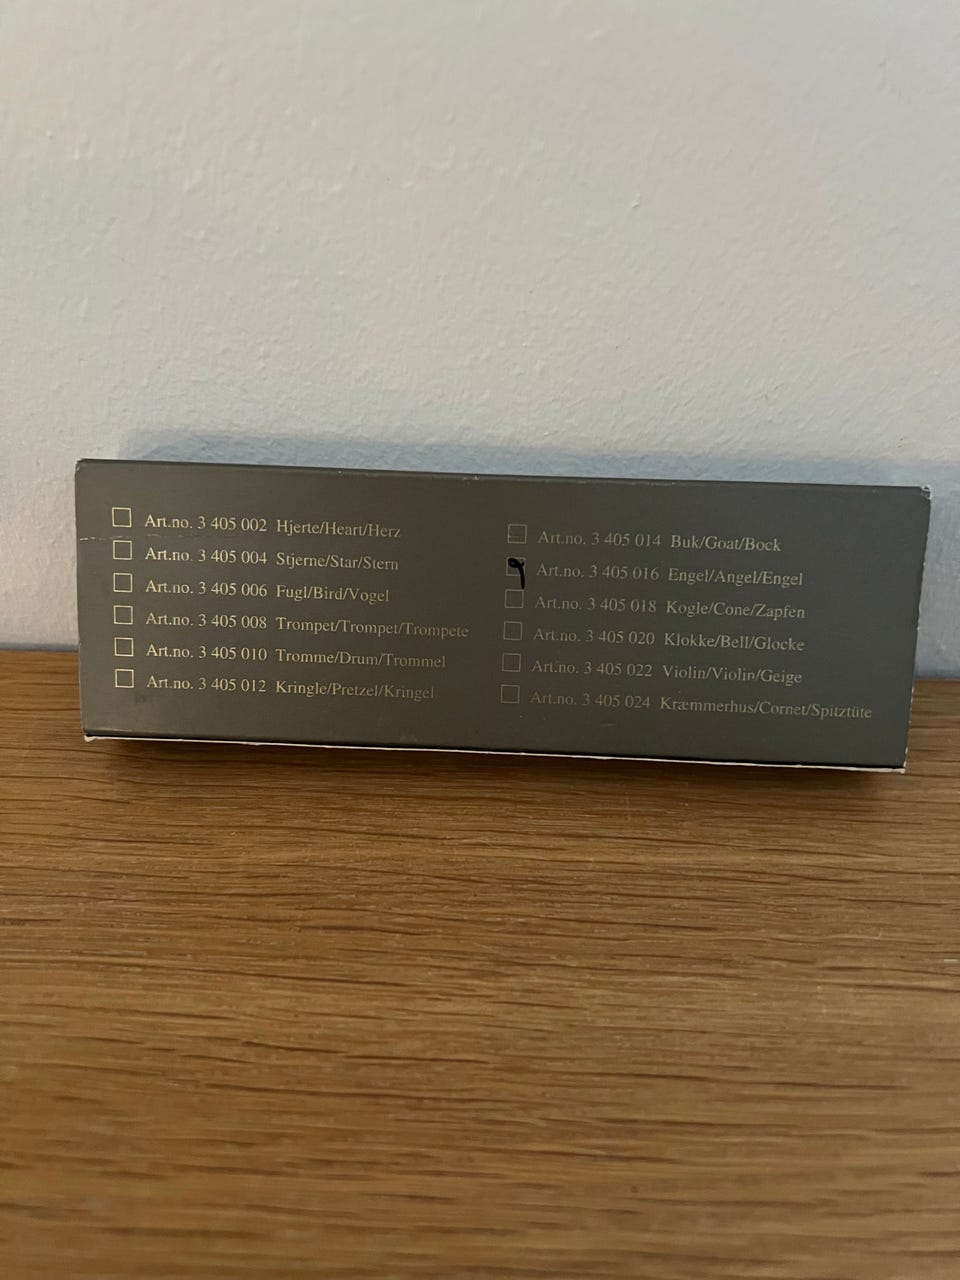 Art.no. 3 405 002 Hjerte/Heart/Herz
Art.no. 3 405 004 Stjerne/Star/Stern
Art.no. 3 405 006 Fugl/Bird/Vogel
Art.no. 3 405 008 Trompet/Trompet/Trompete
Art.no. 3 405 010 Tromme/Drum/Trommel
Art.no. 3 405 012 Kringle/Pretzel/Kringel
Art.no. 3 405 014 Buk/Goat/Bock
Art.no. 3 405 016 Engel/Angel/Engel
Art.no. 3 405 018 Kogle/Cone/Zapfen
Art.no. 3 405 020 Klokke/Bell/Glocke
Art.no. 3 405 022 Violin/Violin/Geige
Art.no. 3 405 024 Kræmmerhus/Cornet/Spitztüte